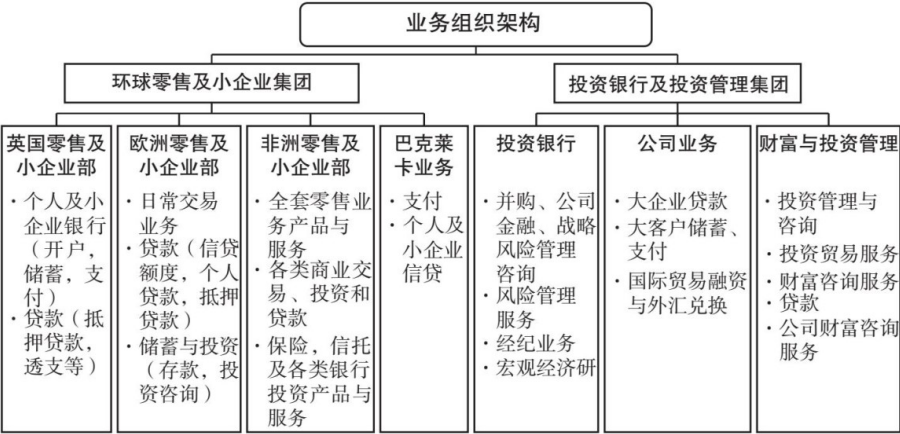 业务组织架构
环球零售及小企业集团
投资银行及投资管理集团
英国零售及
小企业部
• 个人及小
企业银行
（开户，
储蓄，支
付）
• 贷款（抵
押贷款，
透支等）
欧洲零售及
小企业部
• 日常交易
业务
• 贷款（信贷
额度，个人
贷款，抵押
贷款）
• 储蓄与投资
（存款，投
资咨询）
非洲零售及
小企业部
• 全套零售业
务产品与
服务
• 各类商业交
易、投资和
贷款
• 保险，信托
及各类银行
投资产品与
服务
巴克莱
卡业务
• 支付
• 个人及
小企业
信贷
投资银行
• 并购、公司
金融、战略
风险管理
咨询
• 风险管理
服务
• 经纪业务
• 宏观经济研
公司业务
• 大企业贷款
• 大客户储蓄、
支付
• 国际贸易融资
与外汇兑换
财富与投资管理
• 投资管理与
咨询
• 投资贸易服务
• 财富咨询服务
• 贷款
• 公司财富咨询
服务